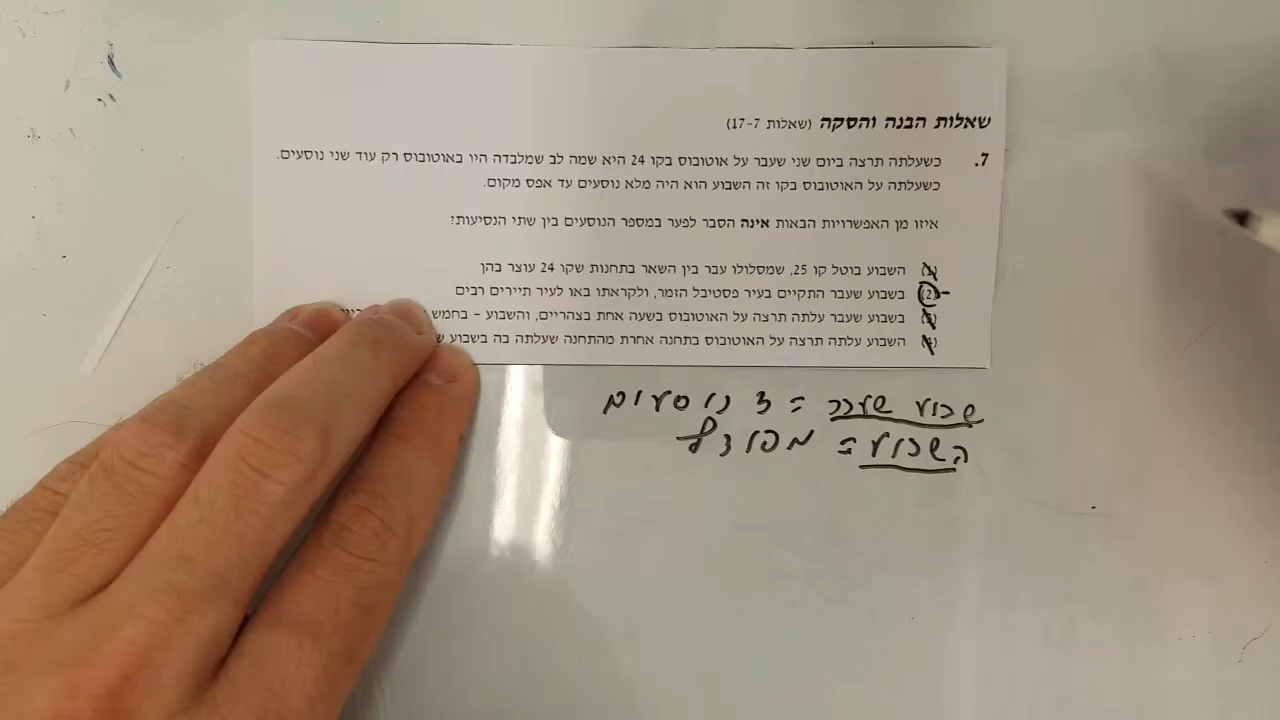 שאלות הבנה והסקה (שאלות 7-17)
7. כשעלתה תרצה ביום שני שעבר על אוטובוס בקו 24 היא שמה לב שמלבדה היו באוטובוס רק עוד שני נוסעים.
כשעלתה על האוטובוס בקו זה השבוע הוא היה מלא נוסעים עד אפס מקום.
איזו מן האפשרויות הבאות אינה הסבר לפער במספר הנוסעים בין שתי הנסיעות?
(1) השבוע בוטל קו 25, שמסלולו עבר בין השאר בתחנות שקו 24 עוצר בהן
(2) בשבוע שעבר התקיים בעיר פסטיבל הזמר, ולקראתו באו לעיר תיירים רבים
(3) בשבוע שעבר עלתה תרצה על האוטובוס בשעה אחת בצהריים, והשבוע – בחמש
(4) השבוע עלתה תרצה על האוטובוס בתחנה אחרת מהתחנה שעלתה בה בשבוע
שבוע שעבר = 3 נוסעים
השבוע = מפוצץ